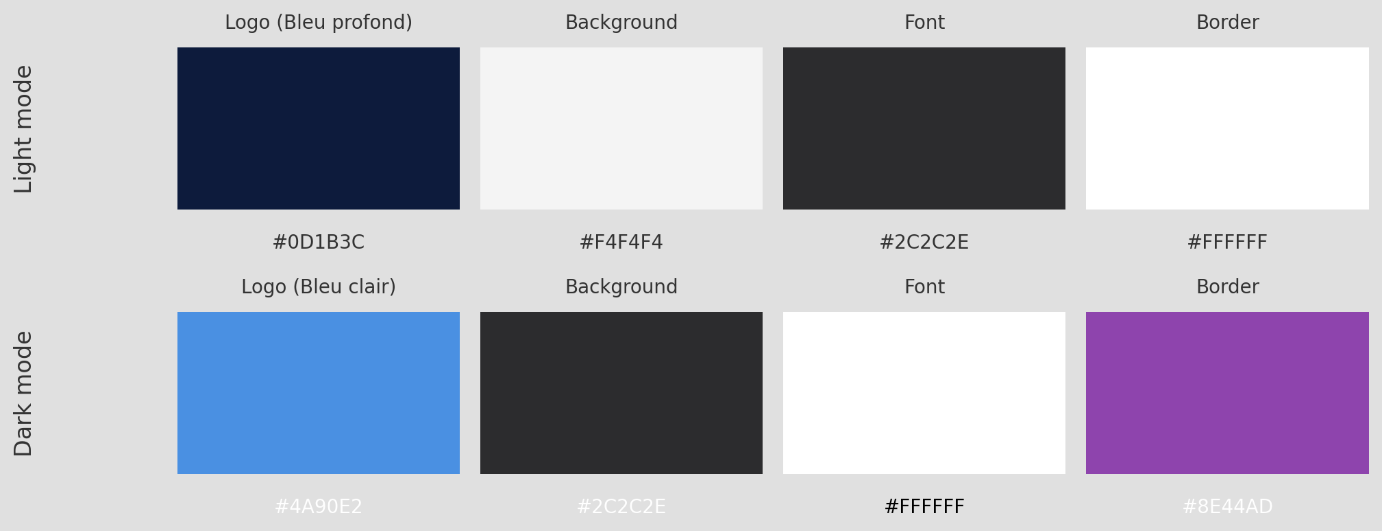 Logo (Bleu profond) Background Font Border
Light mode
#0D1B3C #F4F4F4 #2C2C2E #FFFFFF
Logo (Bleu clair) Background Font Border
Dark mode
#4A90E2 #2C2C2E #FFFFFF #8E44AD